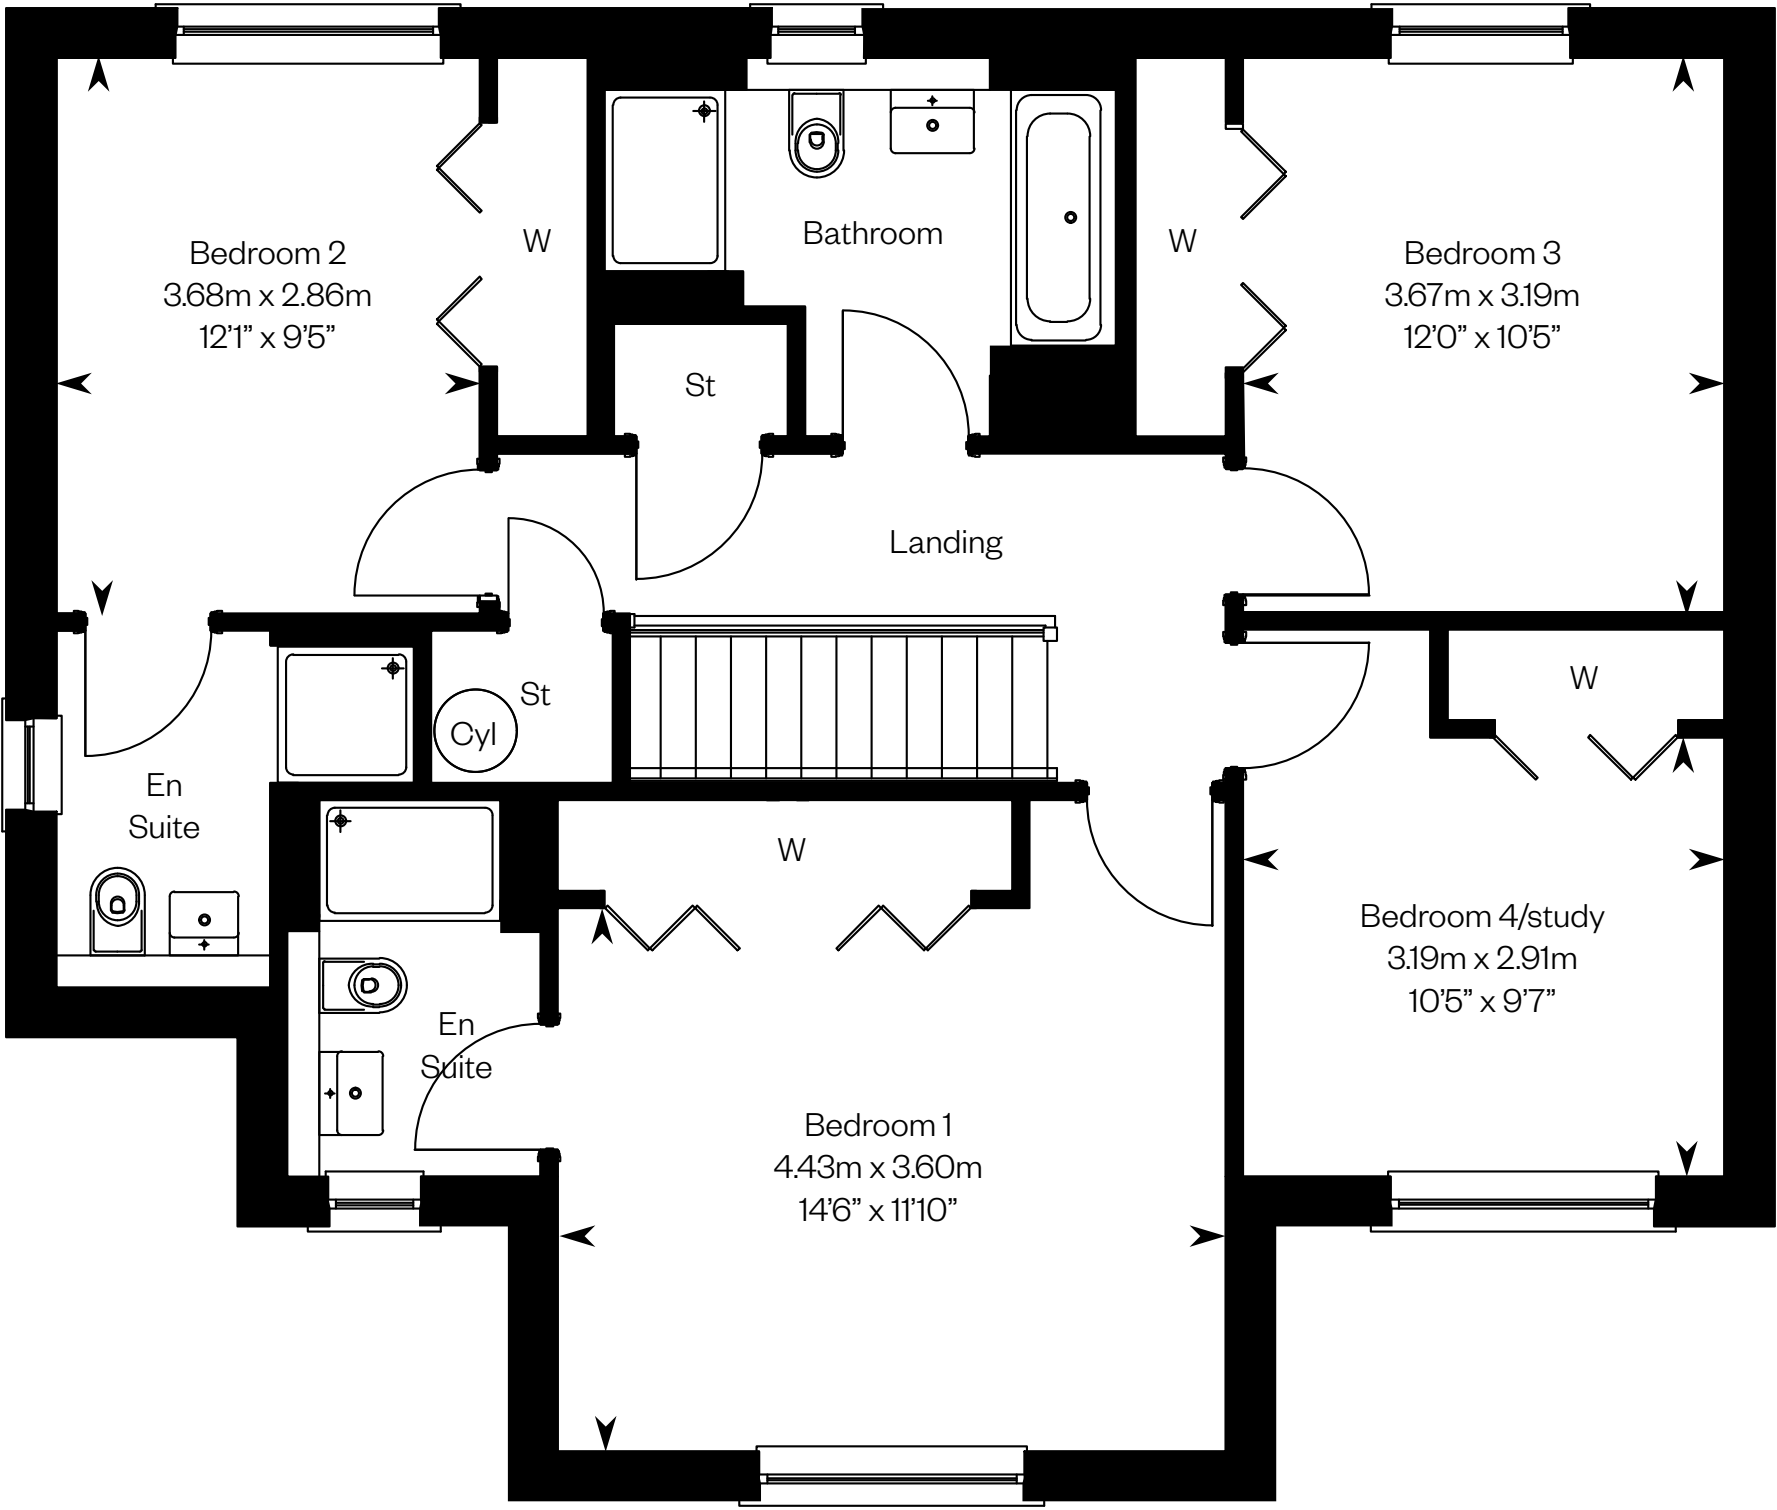 Bedroom 2
3.68m x 2.86m
12'1” x 9'5”
W
Bathroom
W
Bedroom 3
3.67m x 3.19m
12'0” x 10'5”
St
Landing
W
St
Cyl
En
Suite
W
Bedroom 4/study
3.19m x 2.91m
10'5” x 9'7”
En
Suite
Bedroom 1
4.43m x 3.60m
14'6” x 11'10”